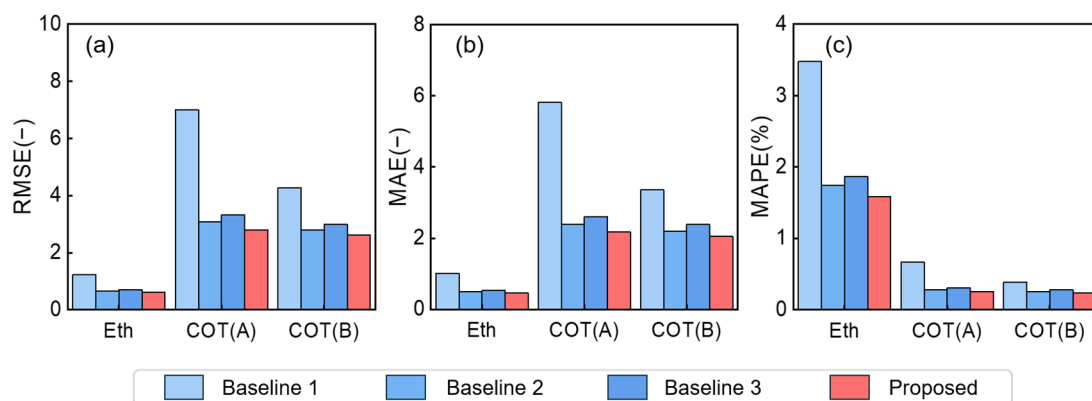 (a)
RMSE(−)
10
8
6
4
2
0
Eth COT(A) COT(B)
(b)
MAE(−)
8
6
4
2
0
Eth COT(A) COT(B)
(c)
MAPE(%)
4
3
2
1
0
Eth COT(A) COT(B)
Baseline 1 Baseline 2 Baseline 3 Proposed